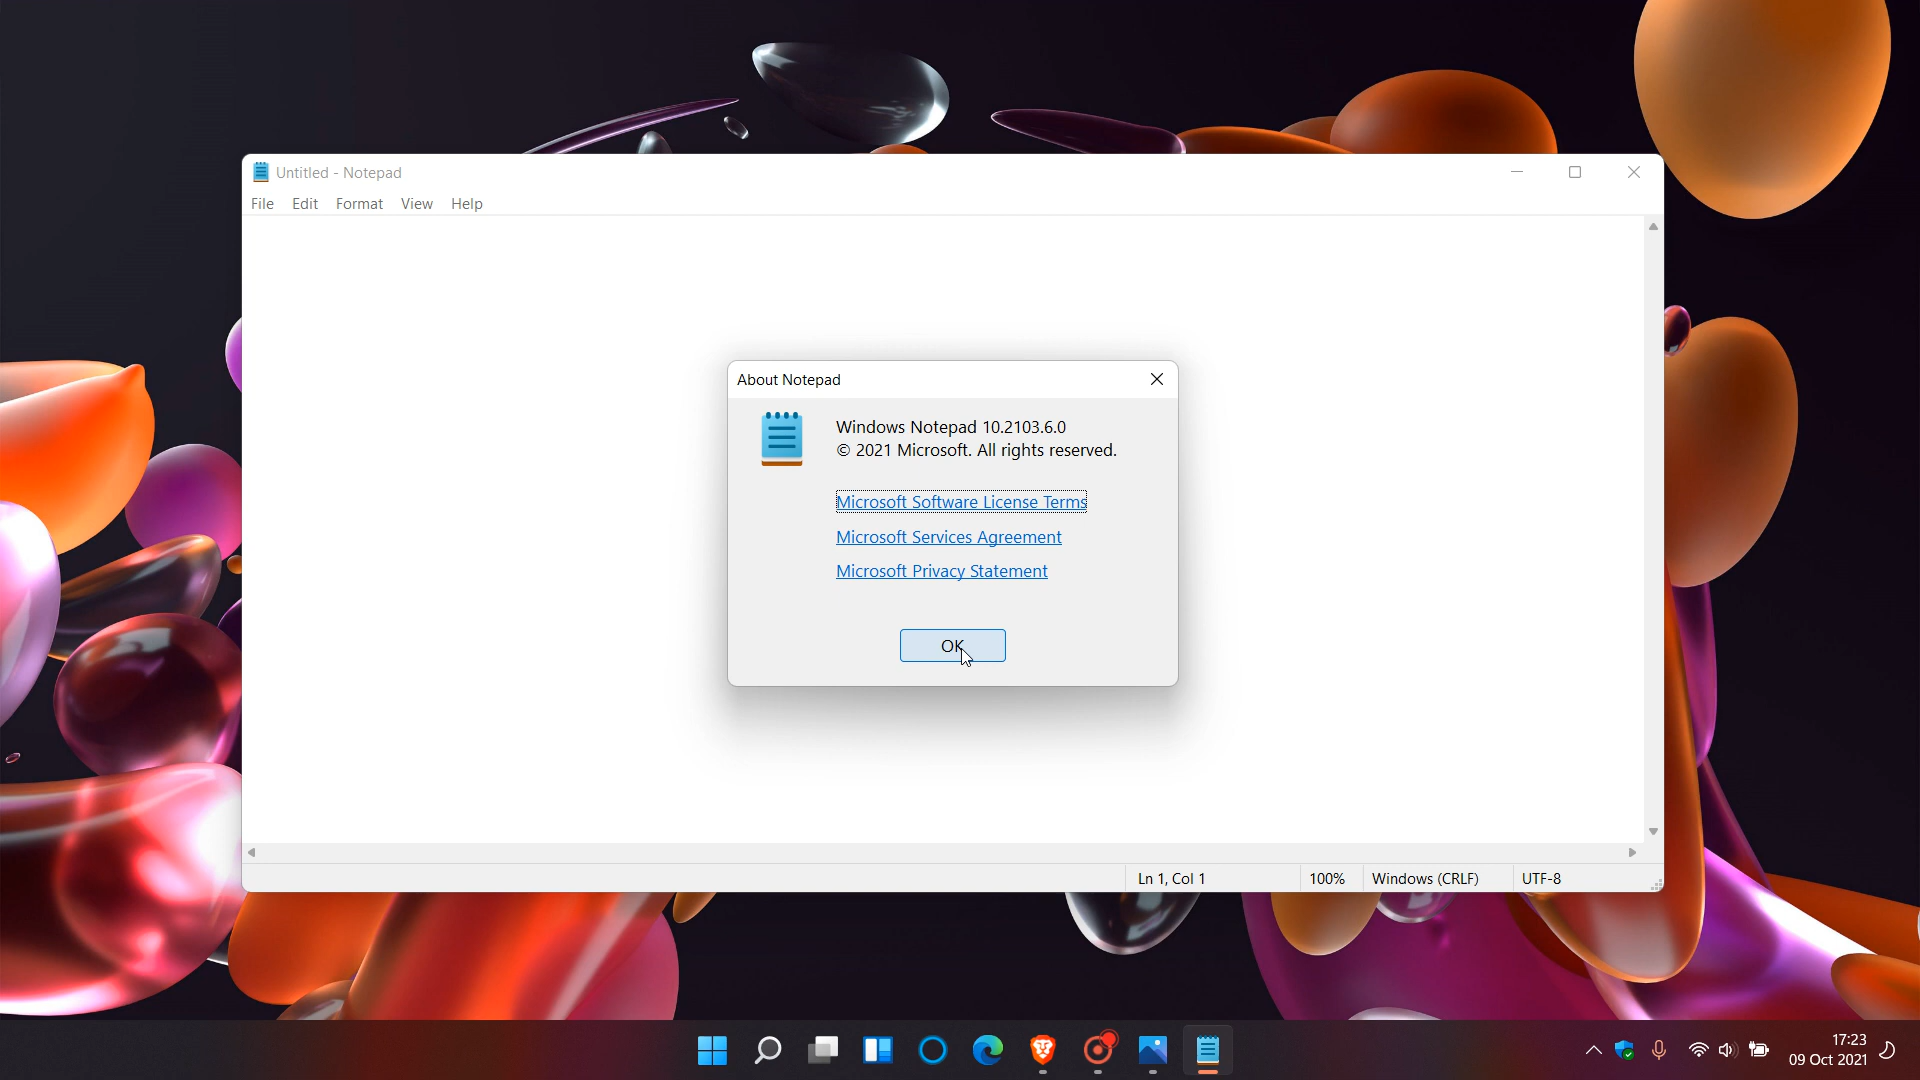 Untitled - Notepad
File Edit Format View Help
About Notepad
Windows Notepad 10.2103.6.0
© 2021 Microsoft. All rights reserved.
Microsoft Software License Terms
Microsoft Services Agreement
Microsoft Privacy Statement
OK
Ln 1, Col 1 100% Windows (CRLF) UTF-8
17:23
09 Oct 2021